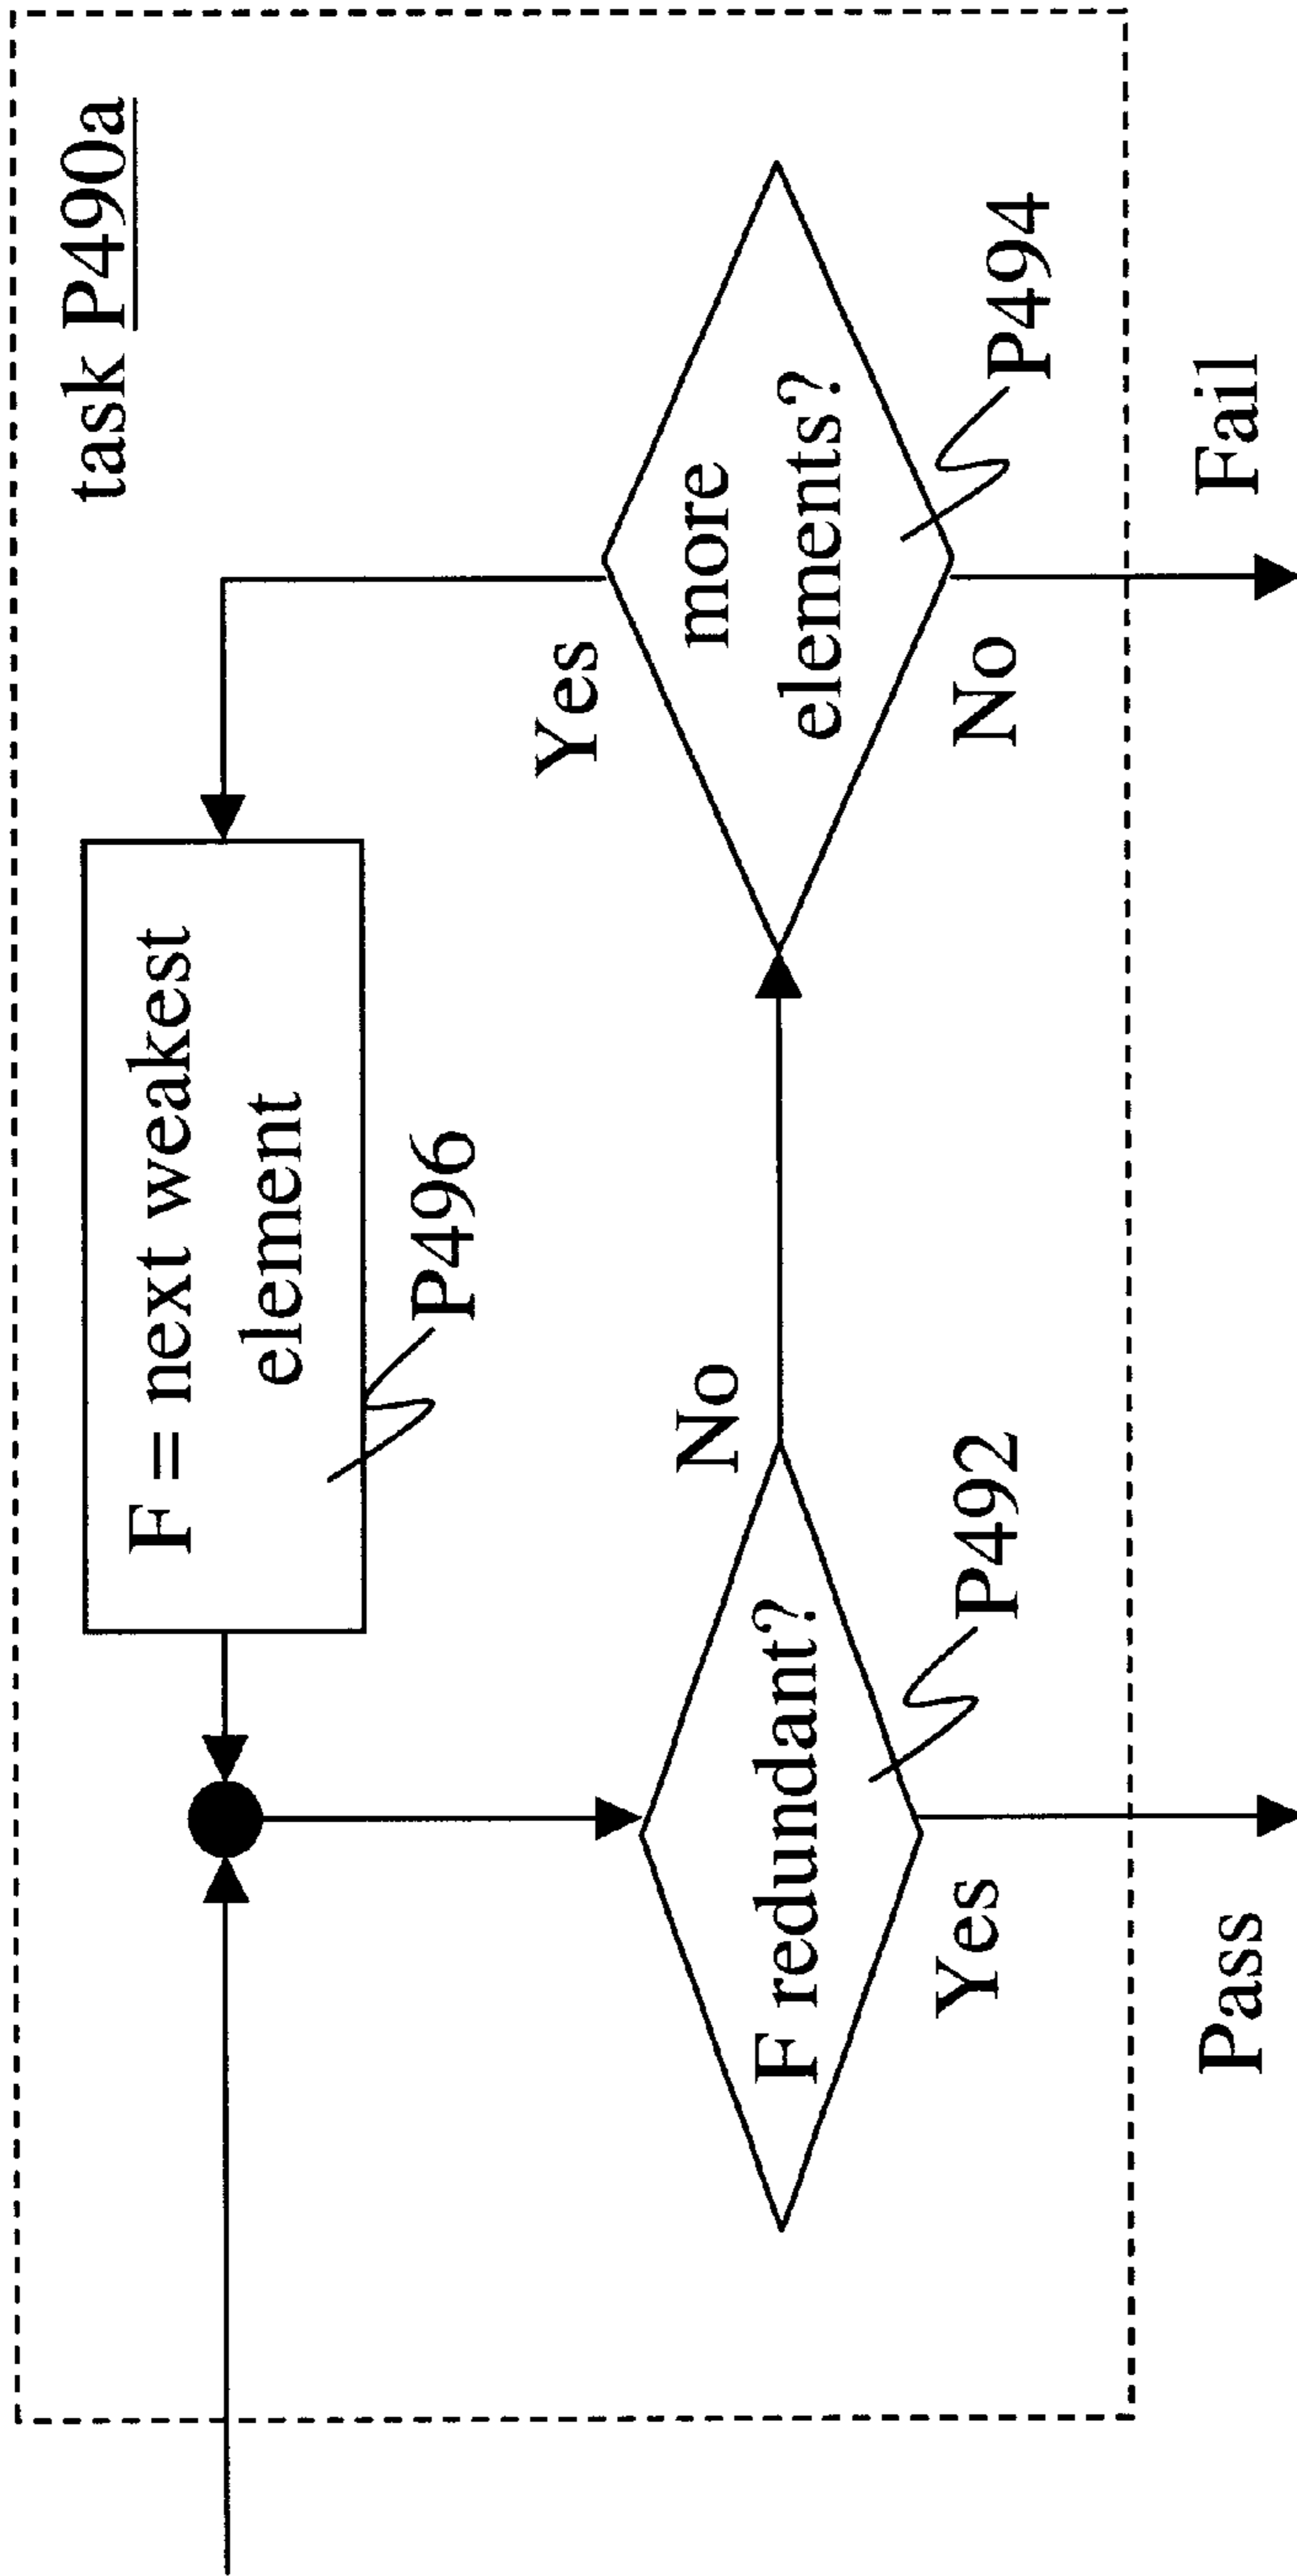 task P490a
F = next weakest
element
P496
F redundant?
P492
No
Yes
more
elements?
P494
Yes
No
Pass
Fail